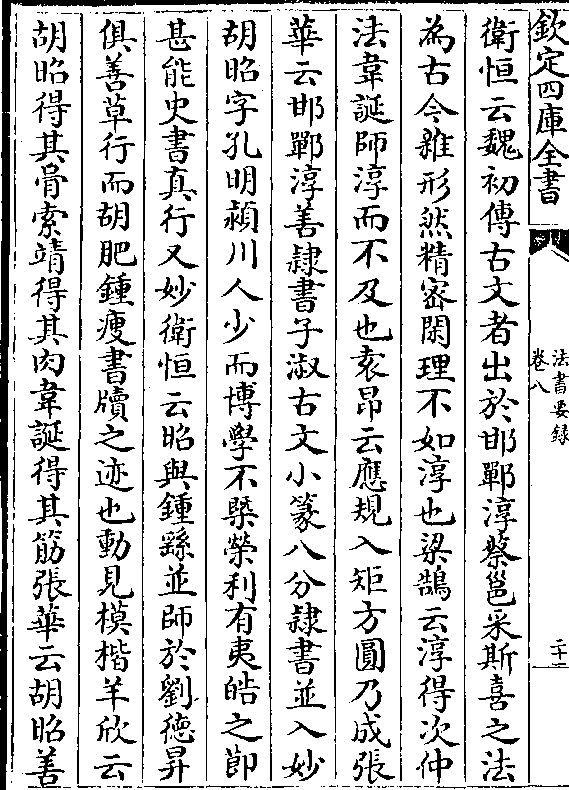 欽定四庫全書
法書要録
卷八
二十一
衛恒云魏初傳古文者出於邯鄲淳蔡邕采斯喜之法
為古今雜形然精宻閑理不如淳也梁鵠云淳得次仲
法韋誕師淳而不及也袁昂云應規入矩方圓乃成張
華云邯鄲淳善隷書子淑古文小篆八分隷書並入妙
胡昭字孔明潁川人少而博學不槩榮利有夷皓之節
甚能史書真行又妙衛恒云昭與鍾繇並師於劉德昇
俱善草行而胡肥鍾瘦書牘之迹也動見模楷羊欣云
胡昭得其骨索靖得其肉韋誕得其筋張華云胡昭善